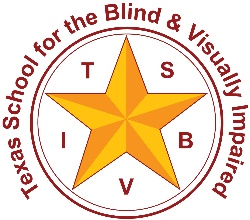 Texas School for the Blind & Visually Impaired
T S
I B
V